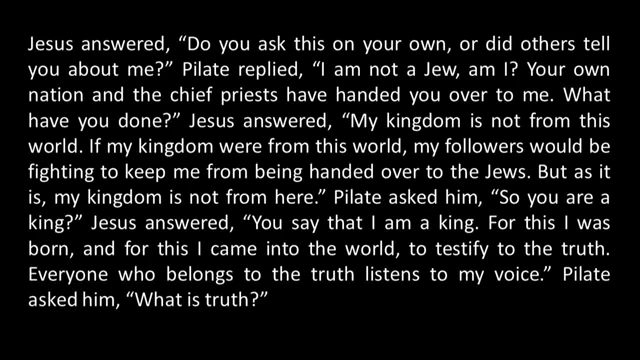 Jesus answered, “Do you ask this on your own, or did others tell
you about me?” Pilate replied, “I am not a Jew, am I? Your own
nation and the chief priests have handed you over to me. What
have you done?” Jesus answered, “My kingdom is not from this
world. If my kingdom were from this world, my followers would be
fighting to keep me from being handed over to the Jews. But as it
is, my kingdom is not from here.” Pilate asked him, “So you are a
king?” Jesus answered, “You say that I am a king. For this I was
born, and for this I came into the world, to testify to the truth.
Everyone who belongs to the truth listens to my voice.” Pilate
asked him, “What is truth?”